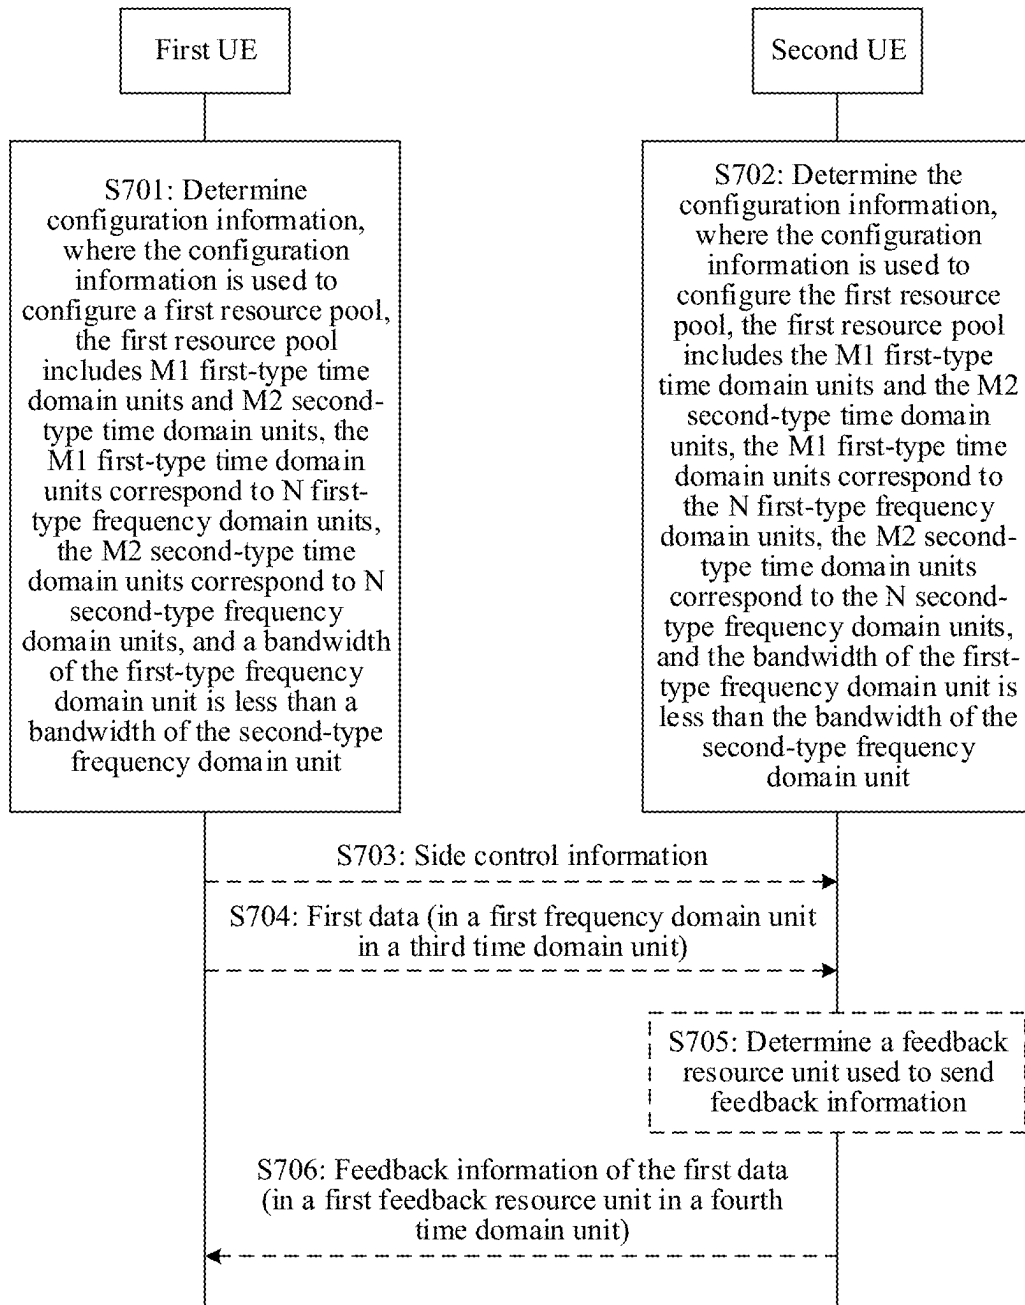 First UE
Second UE
S701: Determine
configuration information,
where the configuration
information is used to
configure a first resource pool,
the first resource pool
includes M1 first-type time
domain units and M2 second-
type time domain units, the
M1 first-type time domain
units correspond to N first-
type frequency domain units,
the M2 second-type time
domain units correspond to N
second-type frequency
domain units, and a bandwidth
of the first-type frequency
domain unit is less than a
bandwidth of the second-type
frequency domain unit
S702: Determine the
configuration information,
where the configuration
information is used to
configure the first resource
pool, the first resource pool
includes the M1 first-type
time domain units and the M2
second-type time domain
units, the M1 first-type time
domain units correspond to
the N first-type frequency
domain units, the M2 second-
type time domain units
correspond to the N second-
type frequency domain units,
and the bandwidth of the first-
type frequency domain unit is
less than the bandwidth of the
second-type frequency
domain unit
S703: Side control information
S704: First data (in a first frequency domain unit
in a third time domain unit)
S705: Determine a feedback
resource unit used to send
feedback information
S706: Feedback information of the first data
(in a first feedback resource unit in a fourth
time domain unit)